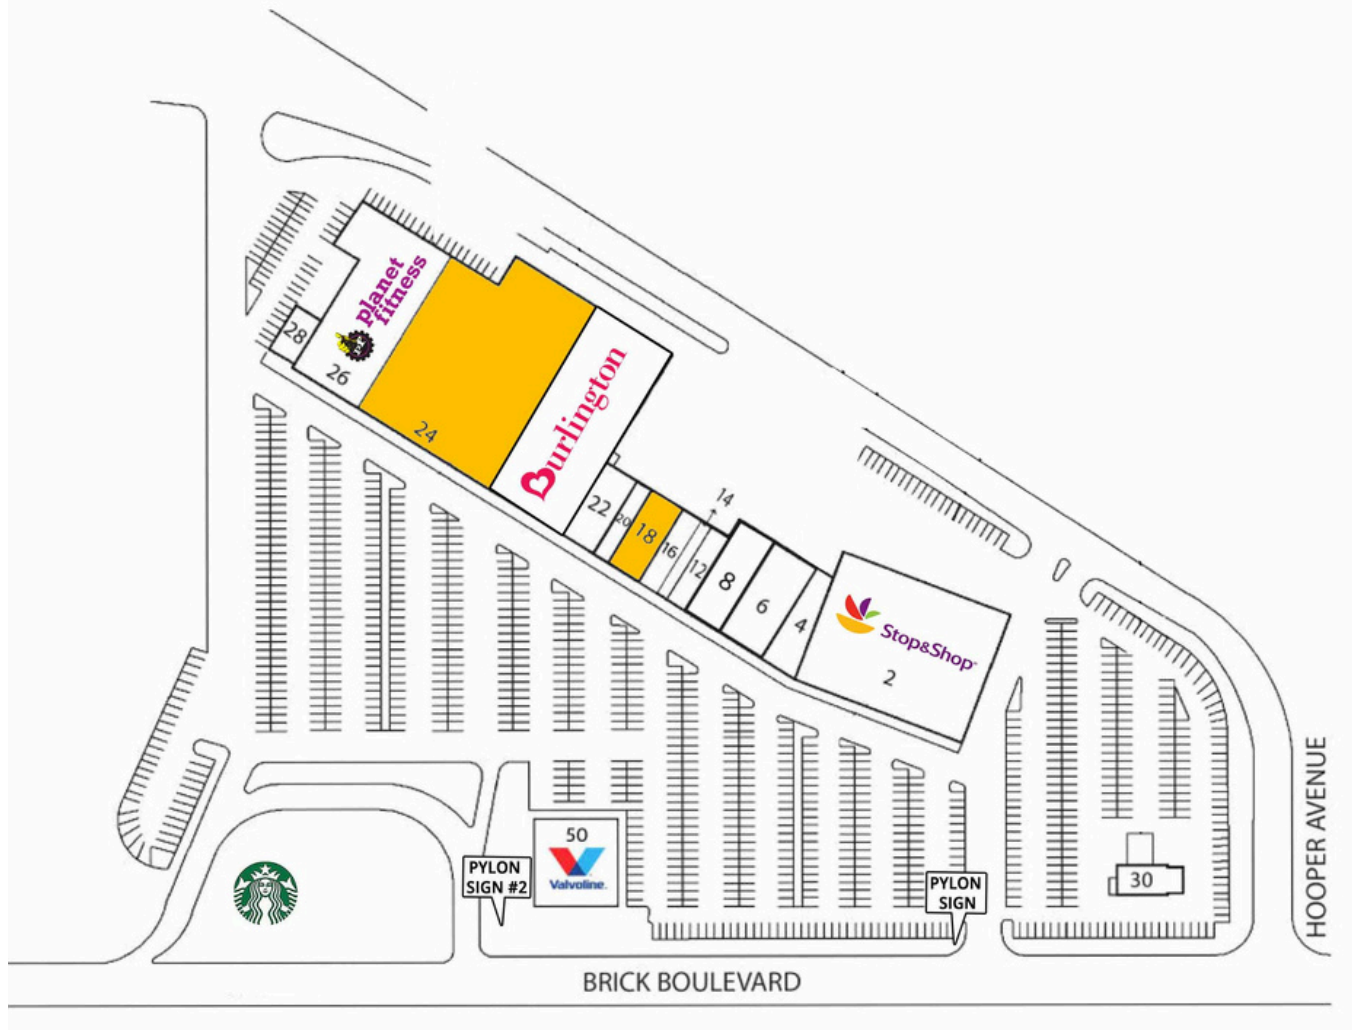 planet
fitness
28
26
24
Burlington
22
20
18
16
14
12
8
6
4
Stop&Shop
2
50
Valvoline
PYLON
SIGN #2
PYLON
SIGN
30
HOOPER AVENUE
BRICK BOULEVARD